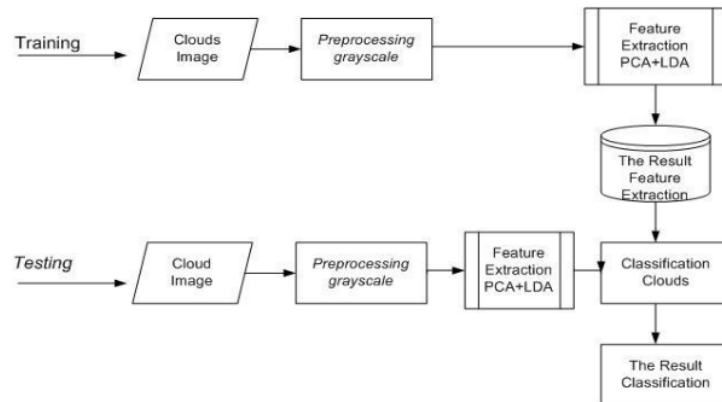 Training
Clouds
Image
Preprocessing
grayscale
Feature
Extraction
PCA+LDA
The Result
Feature
Extraction
Testing
Cloud
Image
Preprocessing
grayscale
Feature
Extraction
PCA+LDA
Classification
Clouds
The Result
Classification